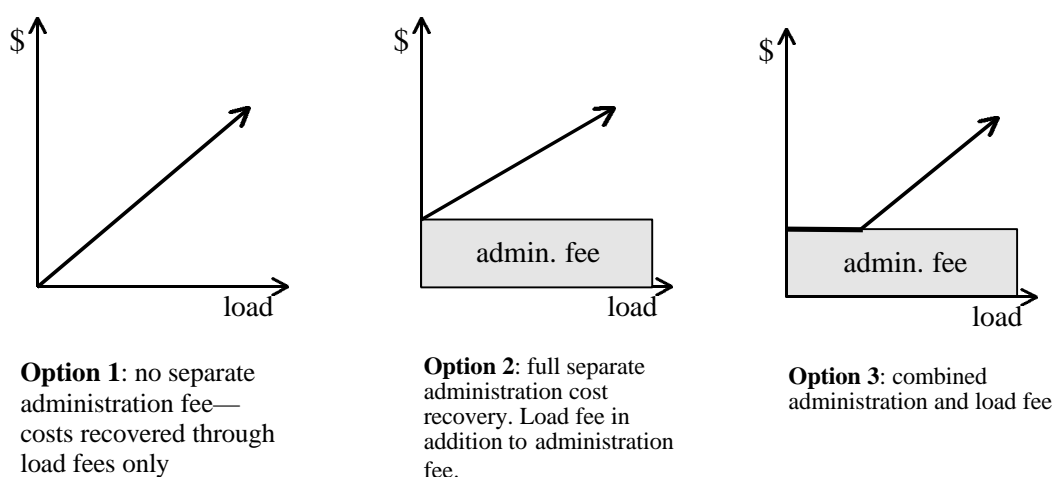 $
load
Option 1: no separate
administration fee—
costs recovered through
load fees only
$
admin. fee
load
Option 2: full separate
administration cost
recovery. Load fee in
addition to administration
fee.
$
admin. fee
load
Option 3: combined
administration and load fee